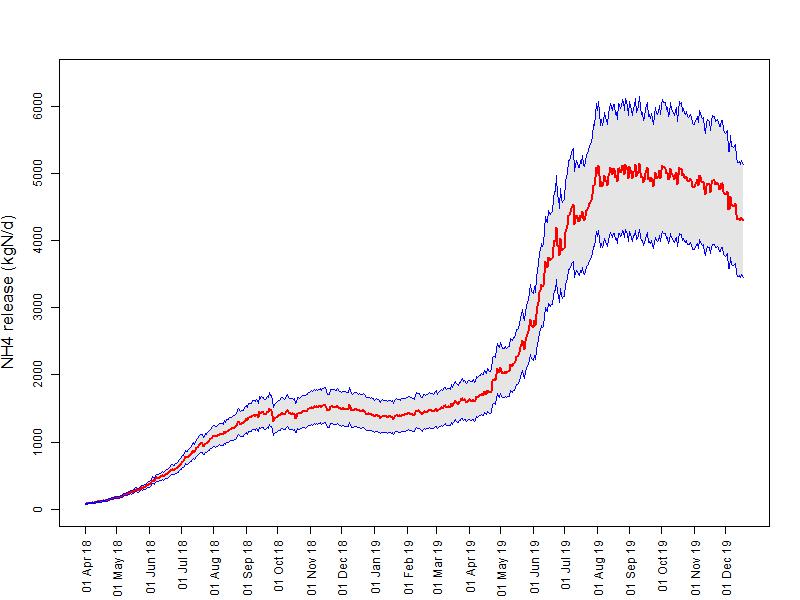 NH4 release (kgN/d)
6000
5000
4000
3000
2000
1000
0
01 Apr 18
01 May 18
01 Jun 18
01 Jul 18
01 Aug 18
01 Sep 18
01 Oct 18
01 Nov 18
01 Dec 18
01 Jan 19
01 Feb 19
01 Mar 19
01 Apr 19
01 May 19
01 Jun 19
01 Jul 19
01 Aug 19
01 Sep 19
01 Oct 19
01 Nov 19
01 Dec 19